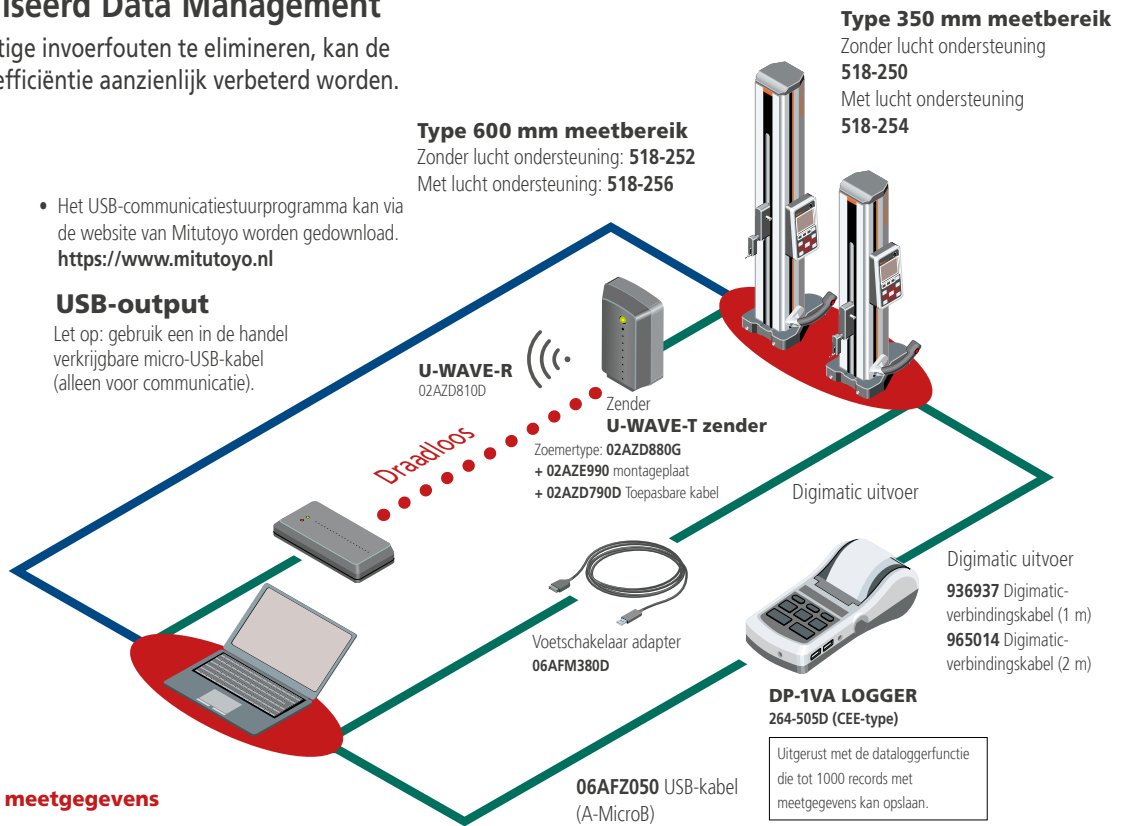 Data Management
invoerfouten te elimineren, kan de
efficiëntie aanzienlijk verbeterd worden.
Type 350 mm meetbereik
Zonder lucht ondersteuning
518-250
Met lucht ondersteuning
518-254
Type 600 mm meetbereik
Zonder lucht ondersteuning: 518-252
Met lucht ondersteuning: 518-256
• Het USB-communicatiestuurprogramma kan via
de website van Mitutoyo worden gedownload.
https://www.mitutoyo.nl
USB-output
Let op: gebruik een in de handel
verkrijgbare micro-USB-kabel
(alleen voor communicatie).
U-WAVE-R
02AZD810D
Draadloos
Zender
U-WAVE-T zender
Zoemertype: 02AZD880G
+ 02AZE990 montageplaat
+ 02AZD790D Toepasbare kabel
Digimatic uitvoer
Voetschakelaar adapter
06AFM380D
Digimatic uitvoer
936937 Digimatic-
verbindingskabel (1 m)
965014 Digimatic-
verbindingskabel (2 m)
DP-1VA LOGGER
264-505D (CEE-type)
Uitgerust met de dataloggerfunctie
die tot 1000 records met
meetgegevens kan opslaan.
06AFZ050 USB-kabel
(A-MicroB)
meetgegevens